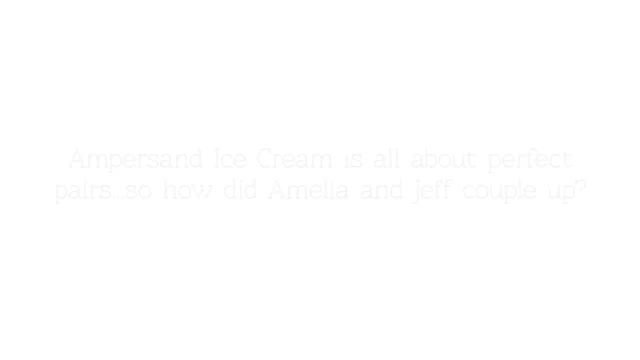 Ampersand Ice Cream is all about perfect
pairs...so how did Amelia and Jeff couple up?